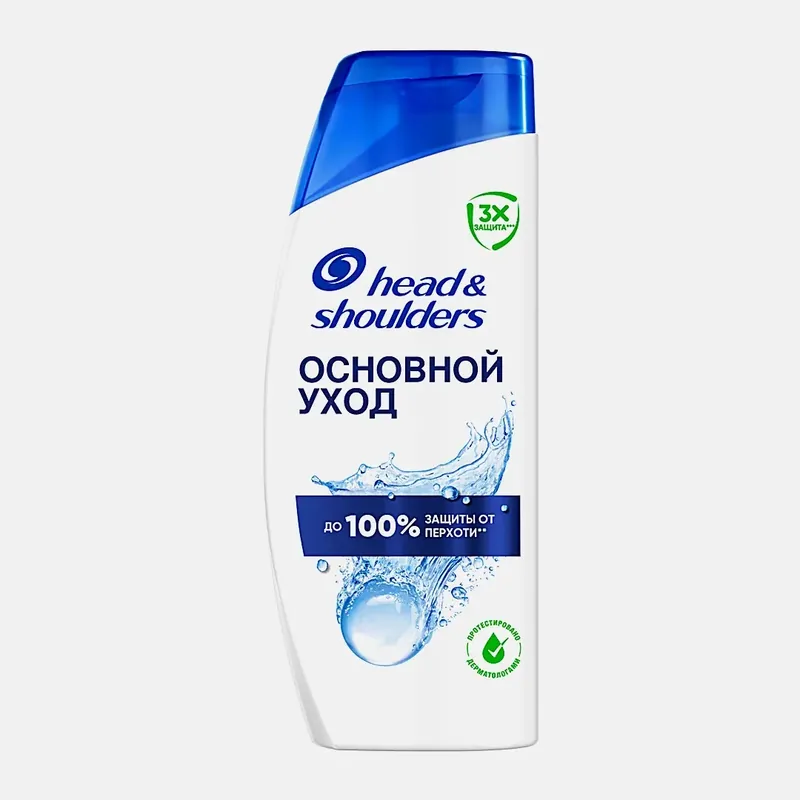 3X
ЗАЩИТА***
head &
shoulders
ОСНОВНОЙ
УХОД
ДО 100% ЗАЩИТЫ ОТ
ПЕРХОТИ**
ПРОТЕСТИРОВАНО
ДЕРМАТОЛОГАМИ